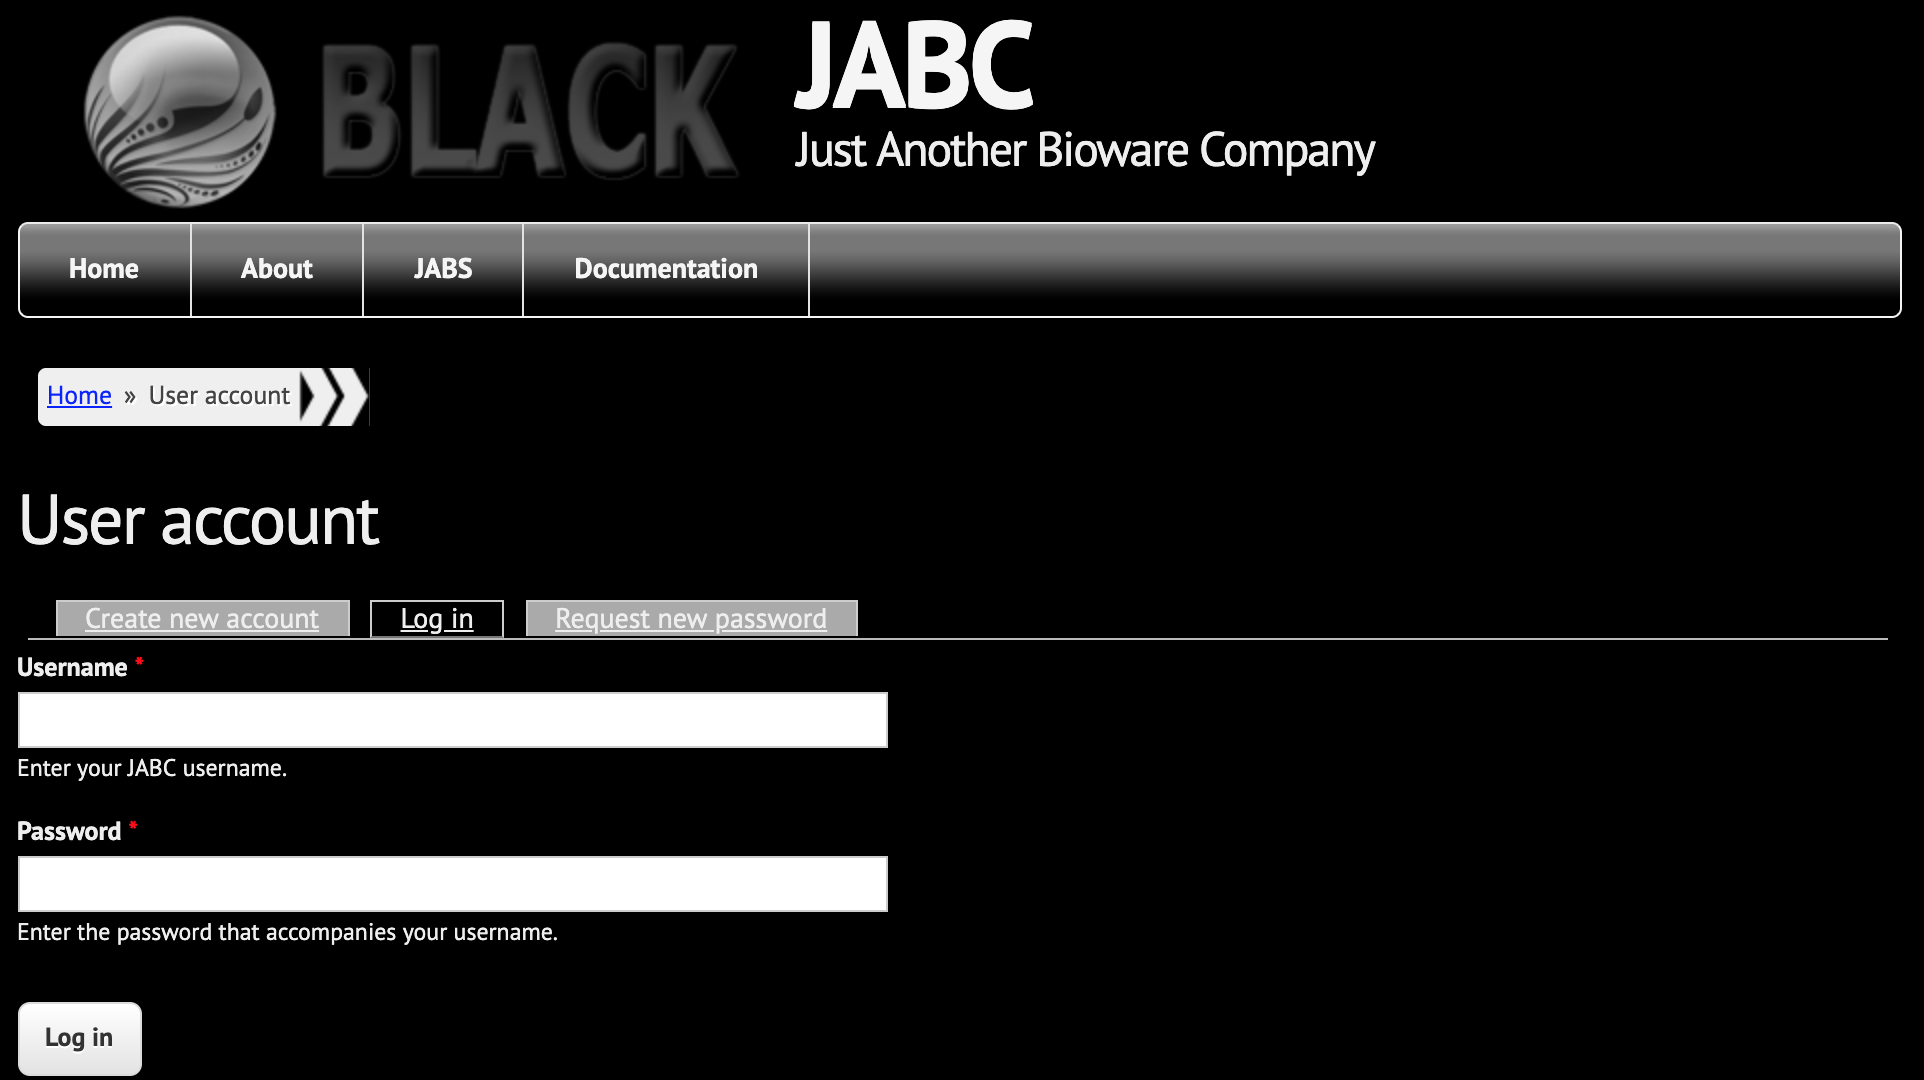 BLACK
JABC
Just Another Bioware Company
Home
About
JABS
Documentation
Home » User account
User account
Create new account
Log in
Request new password
Username *
Enter your JABC username.
Password *
Enter the password that accompanies your username.
Log in